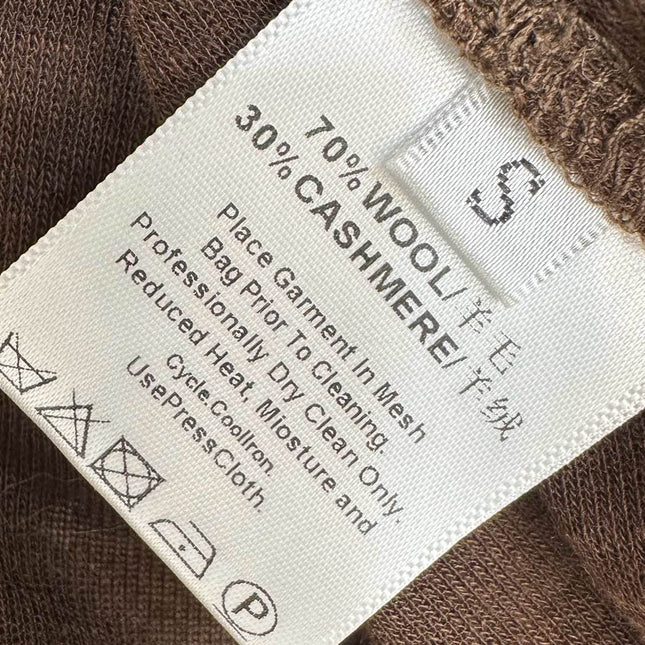 S
70% WOOL/羊毛
30% CASHMERE/羊绒
Place Garment In Mesh
Bag Prior To Cleaning.
Professionally Dry Clean Only.
Reduced Heat, Miosture and
Cycle.CoolIron.
UsePressCloth.
P